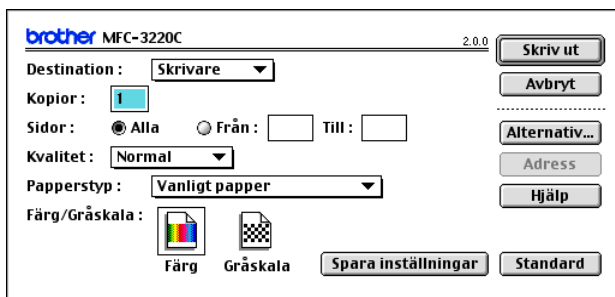 brother MFC-3220C 2.0.0
Skriv ut
Destination : Skrivare
Avbryt
Kopior : 1
Sidor : Alla Från : Till :
Alternativ...
Kvalitet : Normal
Adress
Papperstyp : Vanligt papper
Hjälp
Färg/Gråskala :
Färg Gråskala Spara inställningar Standard